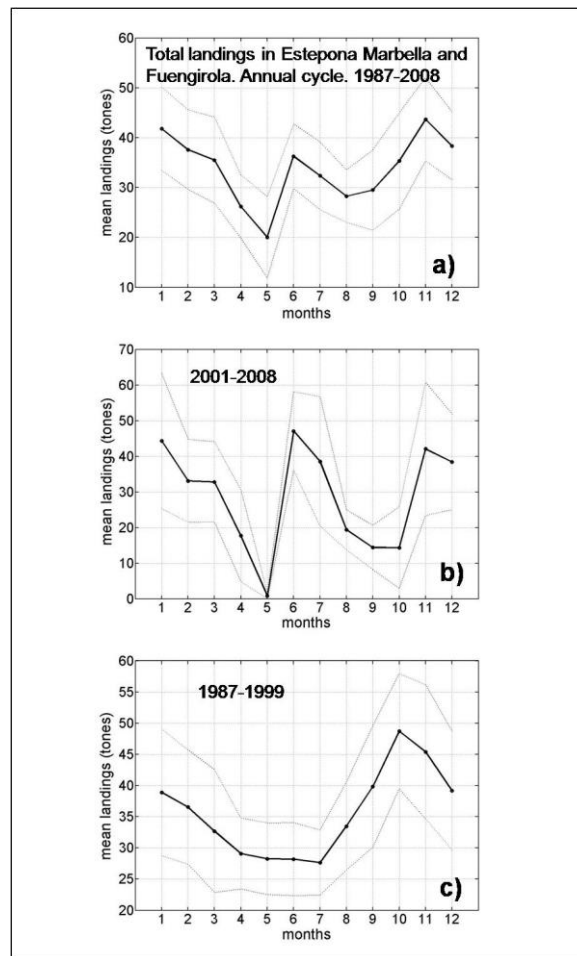 Total landings in Estepona Marbella and
Fuengirola. Annual cycle. 1987-2008
mean landings (tones)
60
50
40
30
20
10
a)
1 2 3 4 5 6 7 8 9 10 11 12
months
2001-2008
mean landings (tones)
70
60
50
40
30
20
10
0
b)
1 2 3 4 5 6 7 8 9 10 11 12
months
1987-1999
mean landings (tones)
60
55
50
45
40
35
30
25
20
c)
1 2 3 4 5 6 7 8 9 10 11 12
months